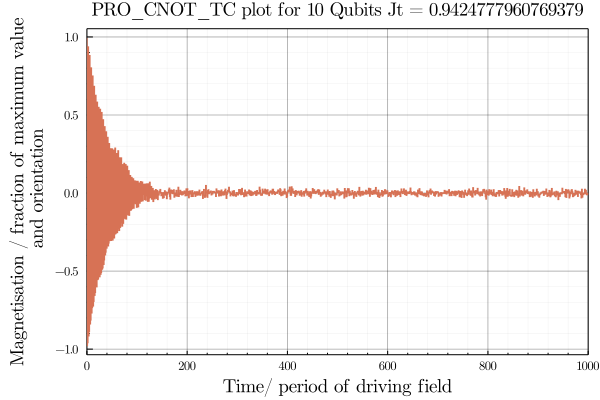 PRO_CNOT_TC plot for 10 Qubits Jt = 0.9424777960769379
Magnetisation / fraction of maximum value
and orientation
1.0
0.5
0.0
−0.5
−1.0
0 200 400 600 800 1000
Time/ period of driving field